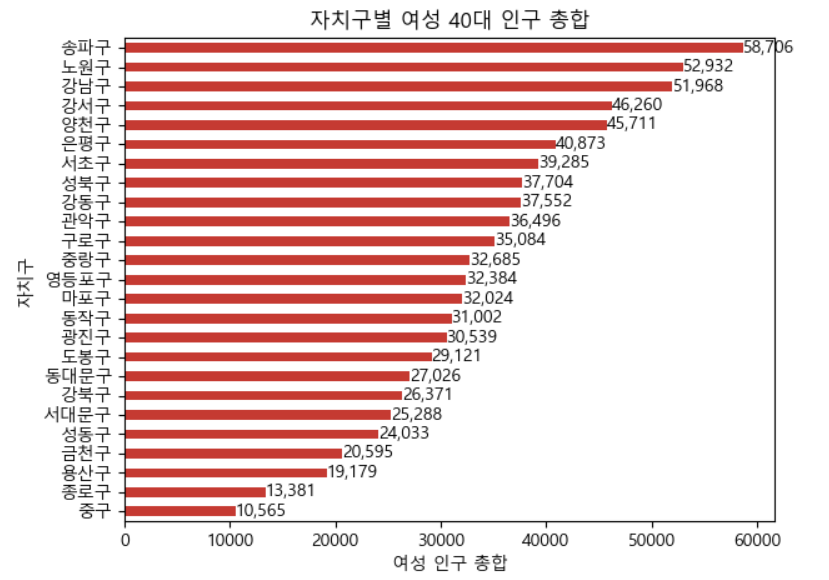 자치구별 여성 40대 인구 총합
송파구 58,706
노원구 52,932
강남구 51,968
강서구 46,260
양천구 45,711
은평구 40,873
서초구 39,285
성북구 37,704
강동구 37,552
관악구 36,496
구로구 35,084
중랑구 32,685
영등포구 32,384
마포구 32,024
동작구 31,002
광진구 30,539
도봉구 29,121
동대문구 27,026
강북구 26,371
서대문구 25,288
성동구 24,033
금천구 20,595
용산구 19,179
종로구 13,381
중구 10,565
자치구
0 10000 20000 30000 40000 50000 60000
여성 인구 총합